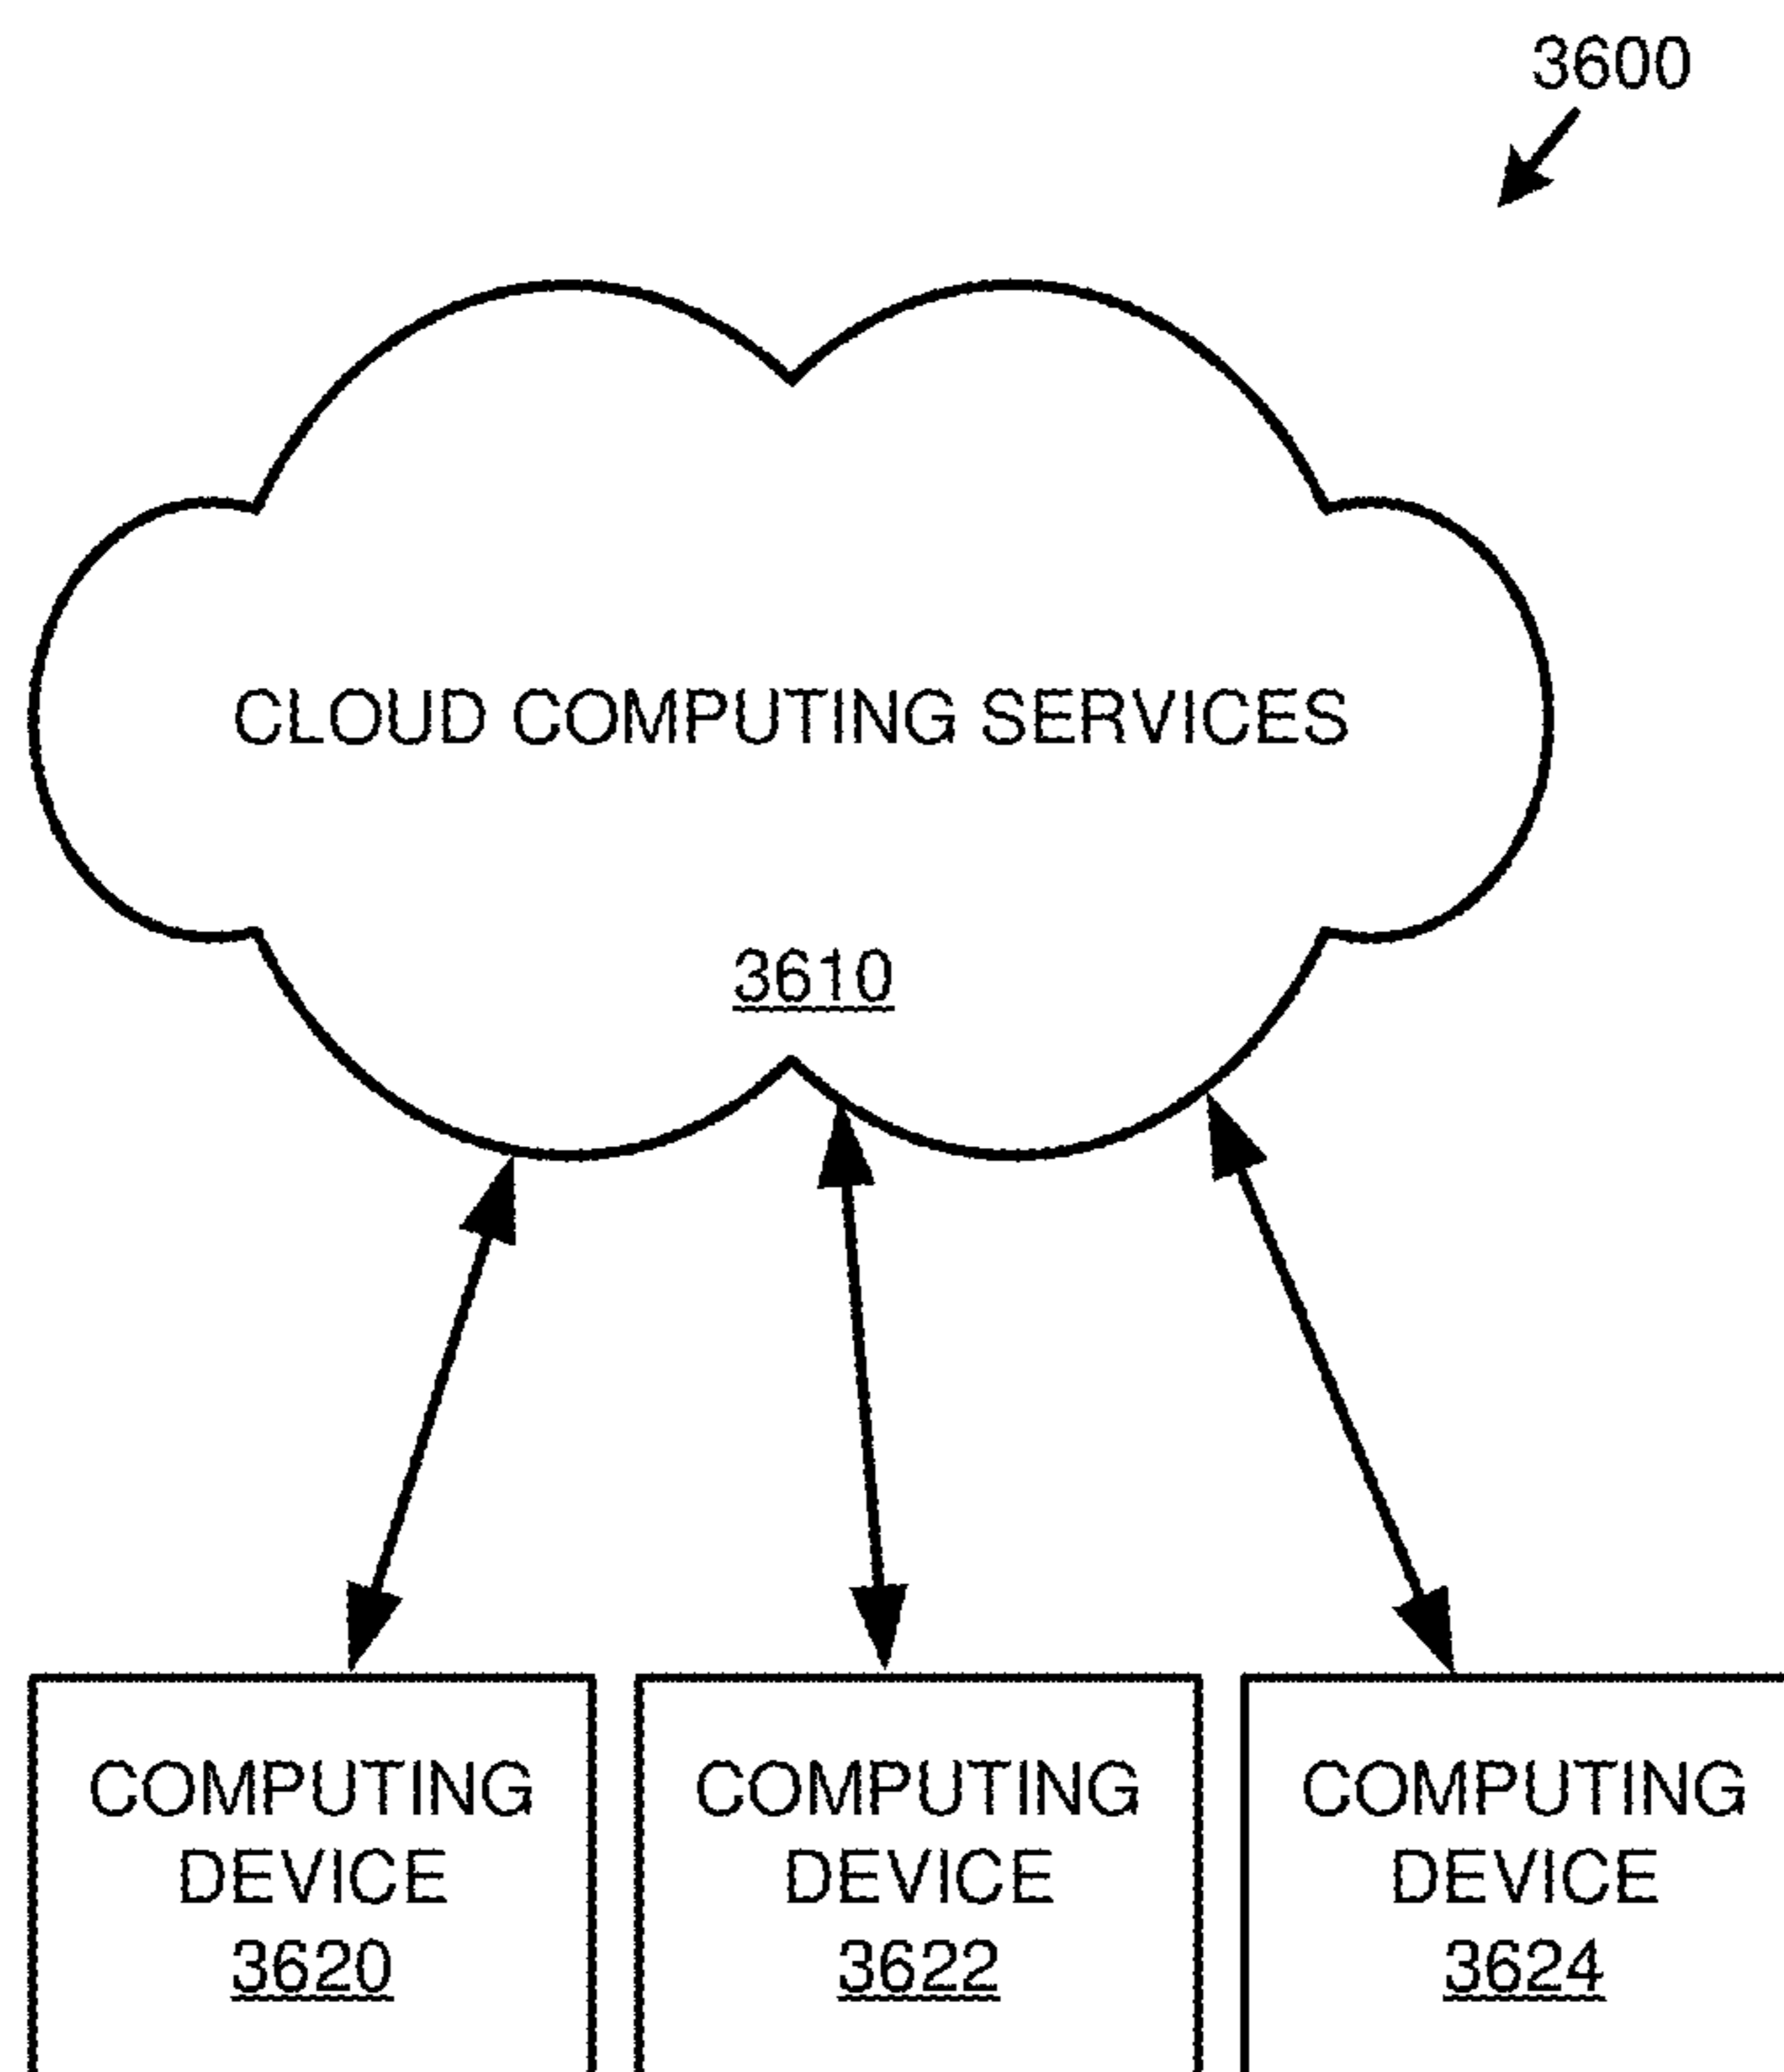 3600
CLOUD COMPUTING SERVICES
3610
COMPUTING
DEVICE
3620
COMPUTING
DEVICE
3622
COMPUTING
DEVICE
3624